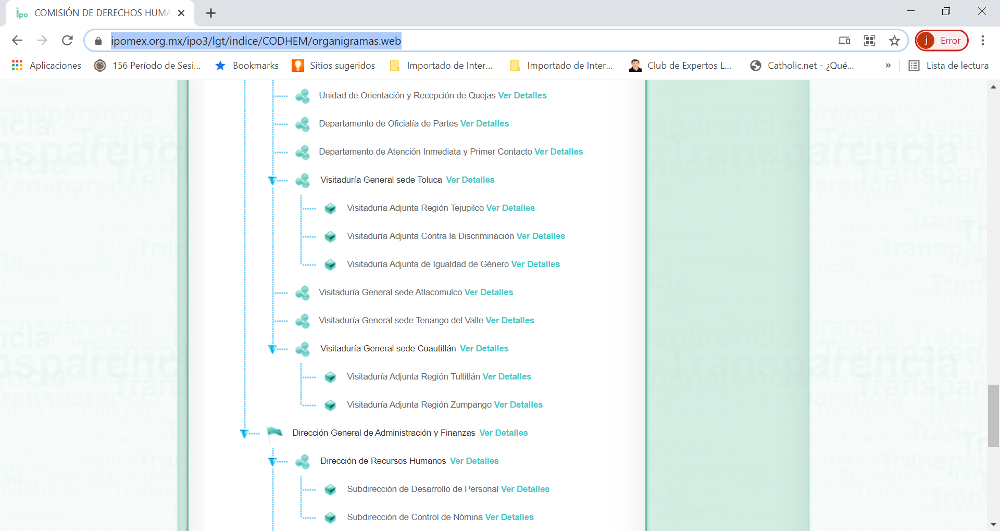 ipo COMISIÓN DE DERECHOS HUMA
ipomex.org.mx/ipo3/lgt/indice/CODHEM/organigramas.web
j Error
Aplicaciones 156 Período de Sesi... Bookmarks Sitios sugeridos Importado de Inter... Importado de Inter... Club de Expertos L... Catholic.net - ¿Qué... » Lista de lectura
Unidad de Orientación y Recepción de Quejas Ver Detalles
Departamento de Oficialía de Partes Ver Detalles
Departamento de Atención Inmediata y Primer Contacto Ver Detalles
Visitaduría General sede Toluca Ver Detalles
Visitaduría Adjunta Región Tejupilco Ver Detalles
Visitaduría Adjunta Contra la Discriminación Ver Detalles
Visitaduría Adjunta de Igualdad de Género Ver Detalles
Visitaduría General sede Atlacomulco Ver Detalles
Visitaduría General sede Tenango del Valle Ver Detalles
Visitaduría General sede Cuautitlán Ver Detalles
Visitaduría Adjunta Región Tultitlán Ver Detalles
Visitaduría Adjunta Región Zumpango Ver Detalles
Dirección General de Administración y Finanzas Ver Detalles
Dirección de Recursos Humanos Ver Detalles
Subdirección de Desarrollo de Personal Ver Detalles
Subdirección de Control de Nómina Ver Detalles